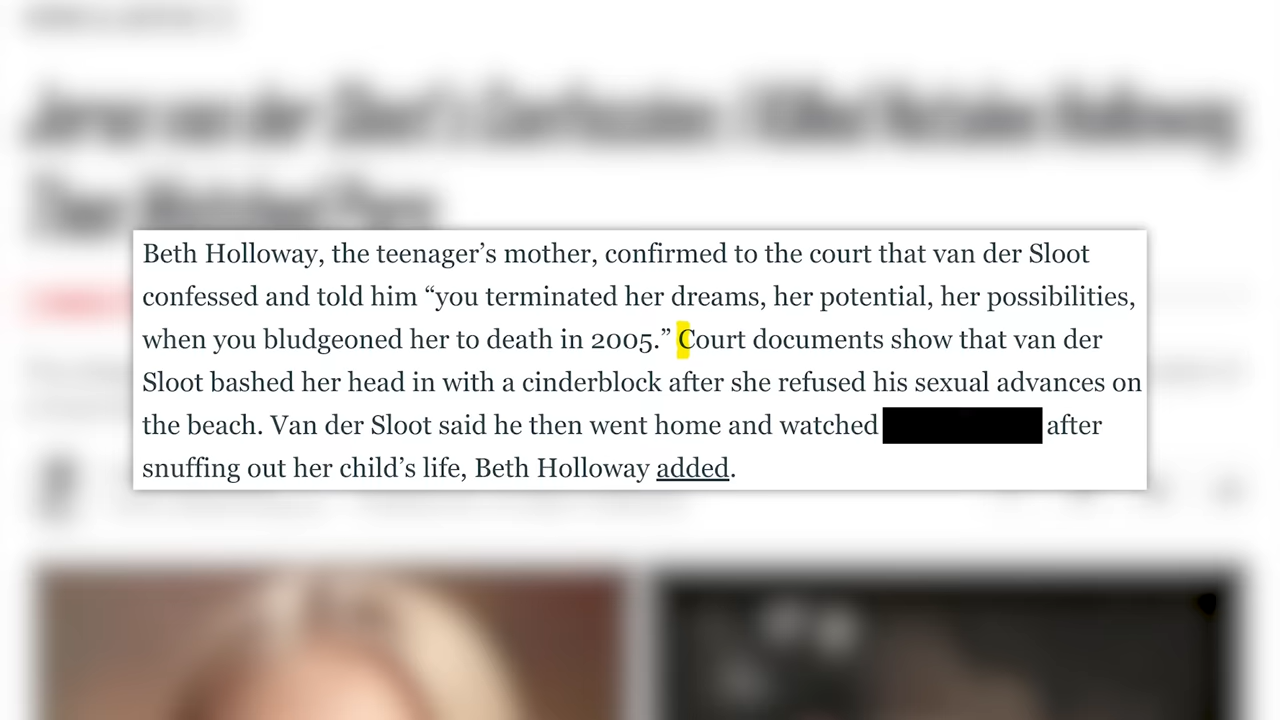 Beth Holloway, the teenager’s mother, confirmed to the court that van der Sloot
confessed and told him “you terminated her dreams, her potential, her possibilities,
when you bludgeoned her to death in 2005.” Court documents show that van der
Sloot bashed her head in with a cinderblock after she refused his sexual advances on
the beach. Van der Sloot said he then went home and watched after
snuffing out her child’s life, Beth Holloway added.